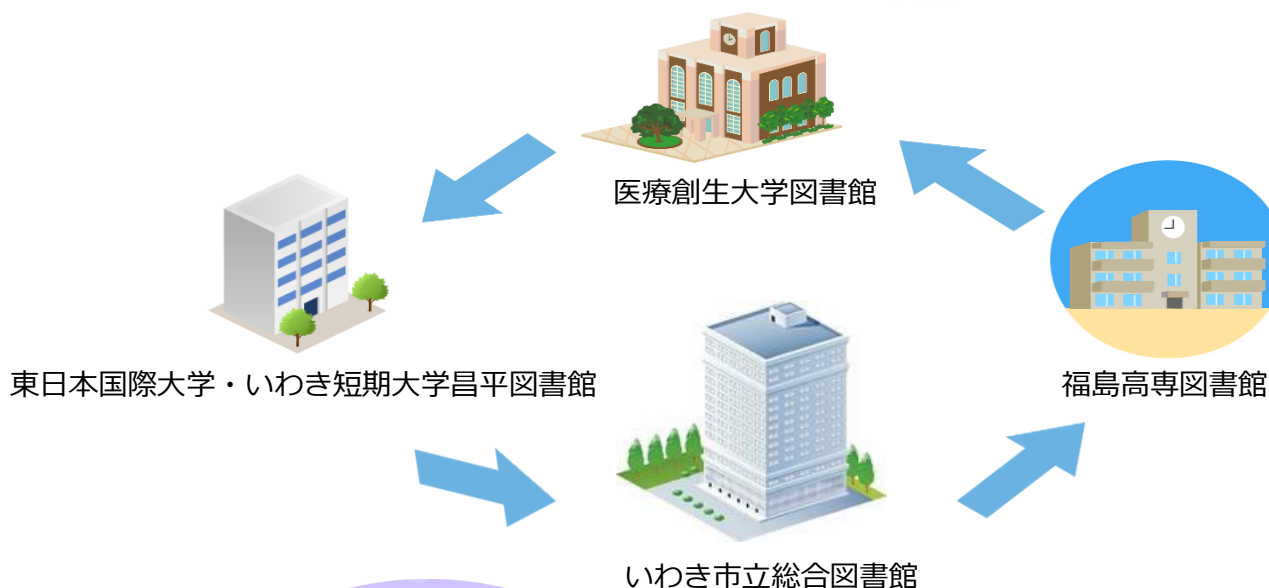 医療創生大学図書館
東日本国際大学・いわき短期大学昌平図書館
福島高専図書館
いわき市立総合図書館